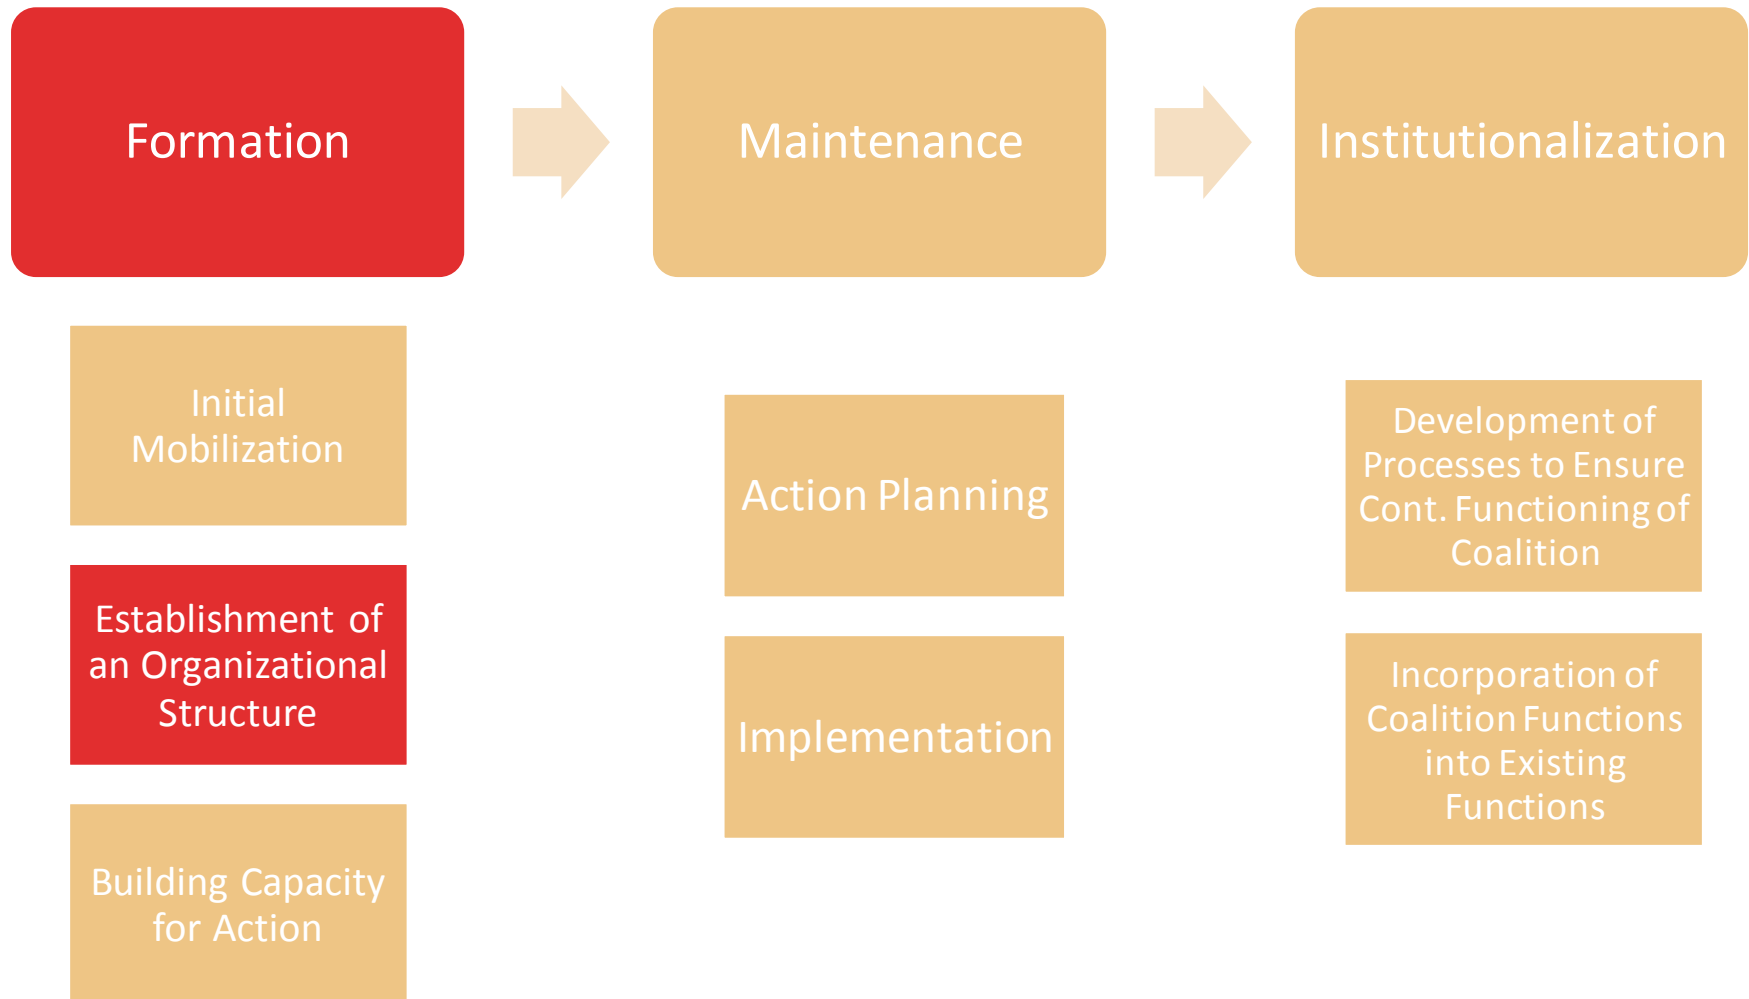 Formation
Maintenance
Institutionalization
Initial
Mobilization
Establishment of
an Organizational
Structure
Building Capacity
for Action
Action Planning
Implementation
Development of
Processes to Ensure
Cont. Functioning of
Coalition
Incorporation of
Coalition Functions
into Existing
Functions